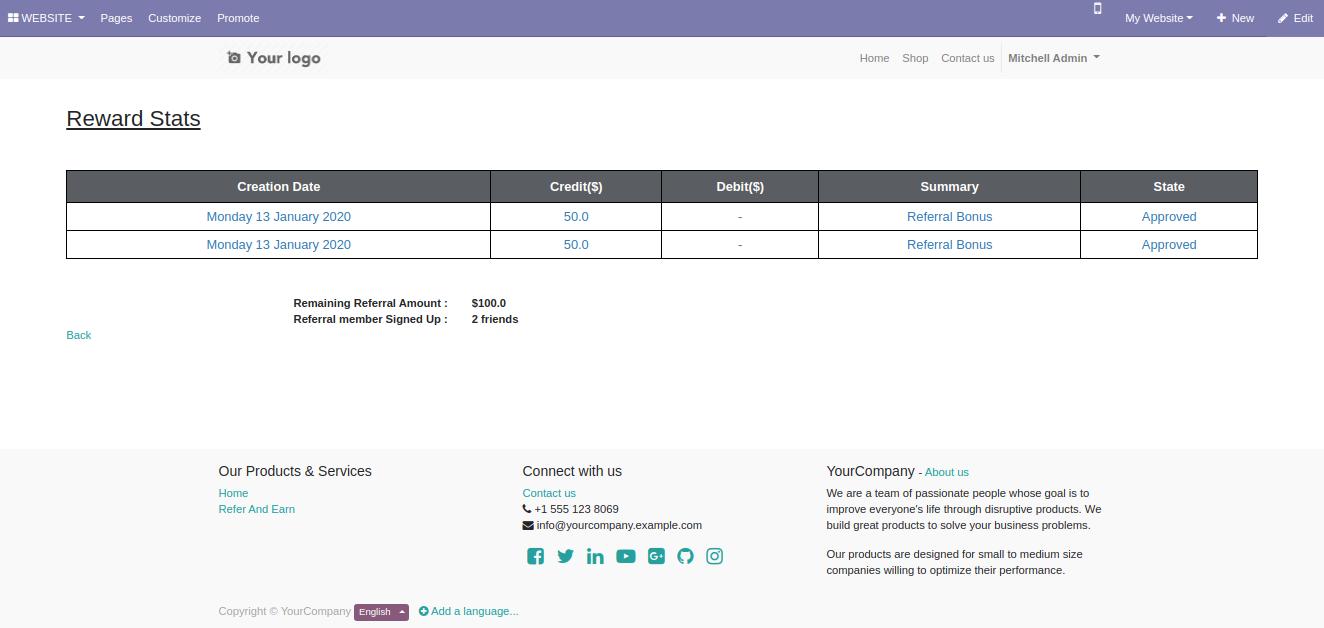 WEBSITE Pages Customize Promote My Website New Edit
Your logo Home Shop Contact us Mitchell Admin
Reward Stats
Creation Date Credit($) Debit($) Summary State
Monday 13 January 2020 50.0 - Referral Bonus Approved
Monday 13 January 2020 50.0 - Referral Bonus Approved
Remaining Referral Amount : $100.0
Referral member Signed Up : 2 friends
Back
Our Products & Services
Home
Refer And Earn
Connect with us
Contact us
+1 555 123 8069
info@yourcompany.example.com
YourCompany - About us
We are a team of passionate people whose goal is to
improve everyone's life through disruptive products. We
build great products to solve your business problems.
Our products are designed for small to medium size
companies willing to optimize their performance.
Copyright © YourCompany English Add a language...